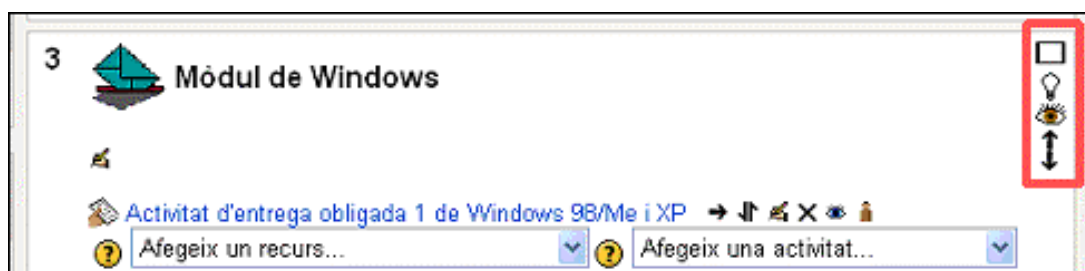 3
Mòdul de Windows
Activitat d'entrega obligada 1 de Windows 98/Me i XP
Afegeix un recurs... Afegeix una activitat...